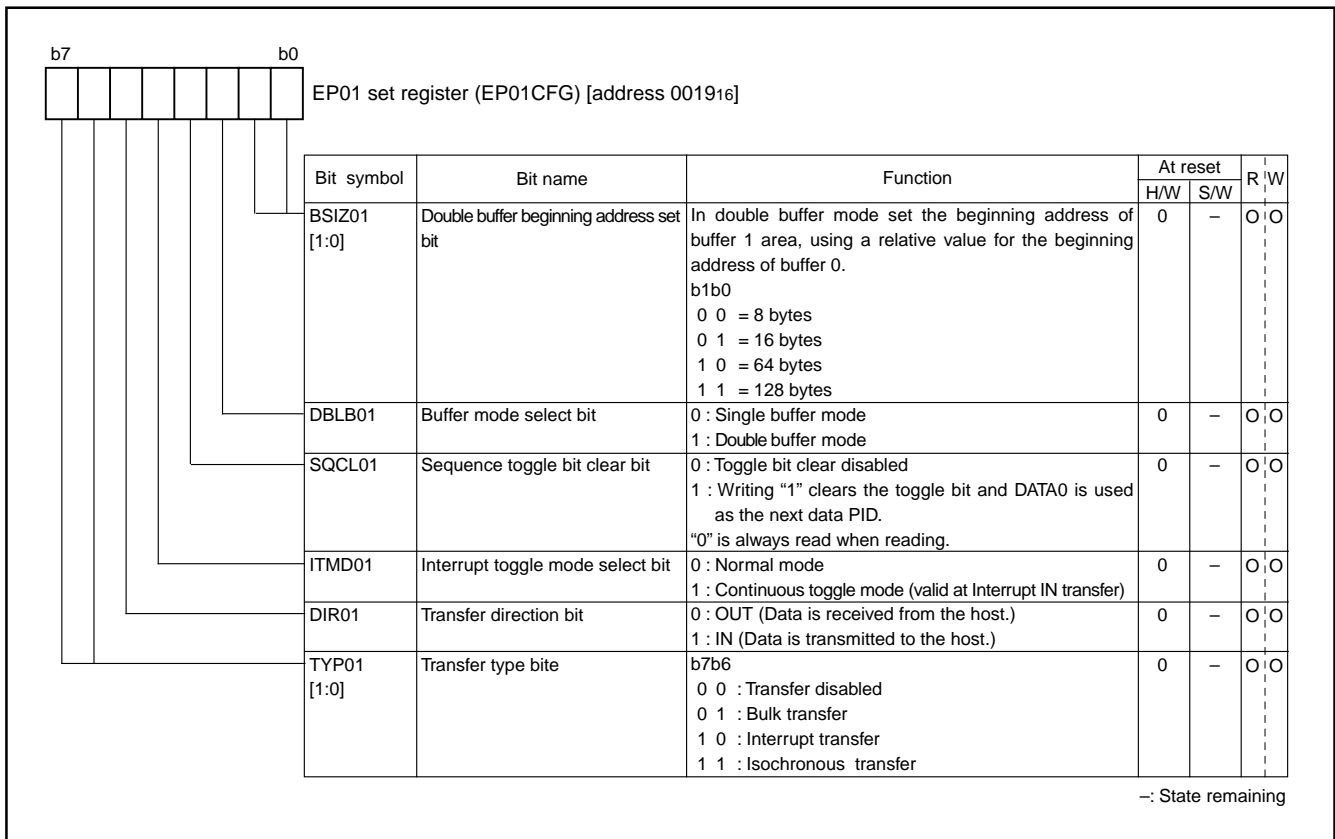 b7 b0
EP01 set register (EP01CFG) [address 001916]
Bit symbol Bit name Function At reset R W
H/W S/W
BSIZ01 Double buffer beginning address set In double buffer mode set the beginning address of 0 – O O
[1:0] bit buffer 1 area, using a relative value for the beginning
address of buffer 0.
b1b0
0 0 = 8 bytes
0 1 = 16 bytes
1 0 = 64 bytes
1 1 = 128 bytes
DBLB01 Buffer mode select bit 0 : Single buffer mode 0 – O O
1 : Double buffer mode
SQCL01 Sequence toggle bit clear bit 0 : Toggle bit clear disabled 0 – O O
1 : Writing “1” clears the toggle bit and DATA0 is used
as the next data PID.
“0” is always read when reading.
ITMD01 Interrupt toggle mode select bit 0 : Normal mode 0 – O O
1 : Continuous toggle mode (valid at Interrupt IN transfer)
DIR01 Transfer direction bit 0 : OUT (Data is received from the host.) 0 – O O
1 : IN (Data is transmitted to the host.)
TYP01 Transfer type bite b7b6 0 – O O
[1:0] 0 0 : Transfer disabled
0 1 : Bulk transfer
1 0 : Interrupt transfer
1 1 : Isochronous transfer
–: State remaining